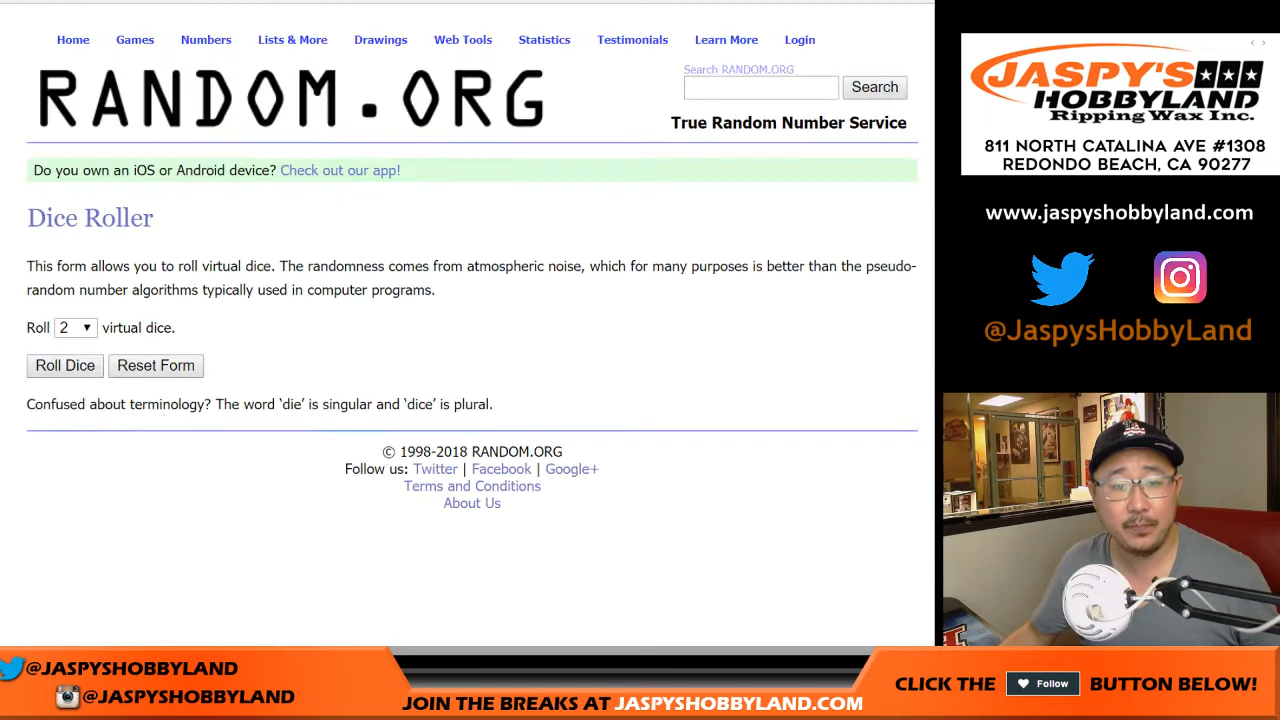 Home Games Numbers Lists & More Drawings Web Tools Statistics Testimonials Learn More Login
RANDOM.ORG
Search RANDOM.ORG
Search
True Random Number Service
Do you own an iOS or Android device? Check out our app!
Dice Roller
This form allows you to roll virtual dice. The randomness comes from atmospheric noise, which for many purposes is better than the pseudo-
random number algorithms typically used in computer programs.
Roll 2 virtual dice.
Roll Dice Reset Form
Confused about terminology? The word ‘die’ is singular and ‘dice’ is plural.
© 1998-2018 RANDOM.ORG
Follow us: Twitter | Facebook | Google+
Terms and Conditions
About Us
JASPY'S
HOBBYLAND
Ripping Wax Inc.
811 NORTH CATALINA AVE #1308
REDONDO BEACH, CA 90277
www.jaspyshobbyland.com
@JaspysHobbyLand
@JASPYSHOBBYLAND
@JASPYSHOBBYLAND
JOIN THE BREAKS AT JASPYSHOBBYLAND.COM
CLICK THE Follow BUTTON BELOW!